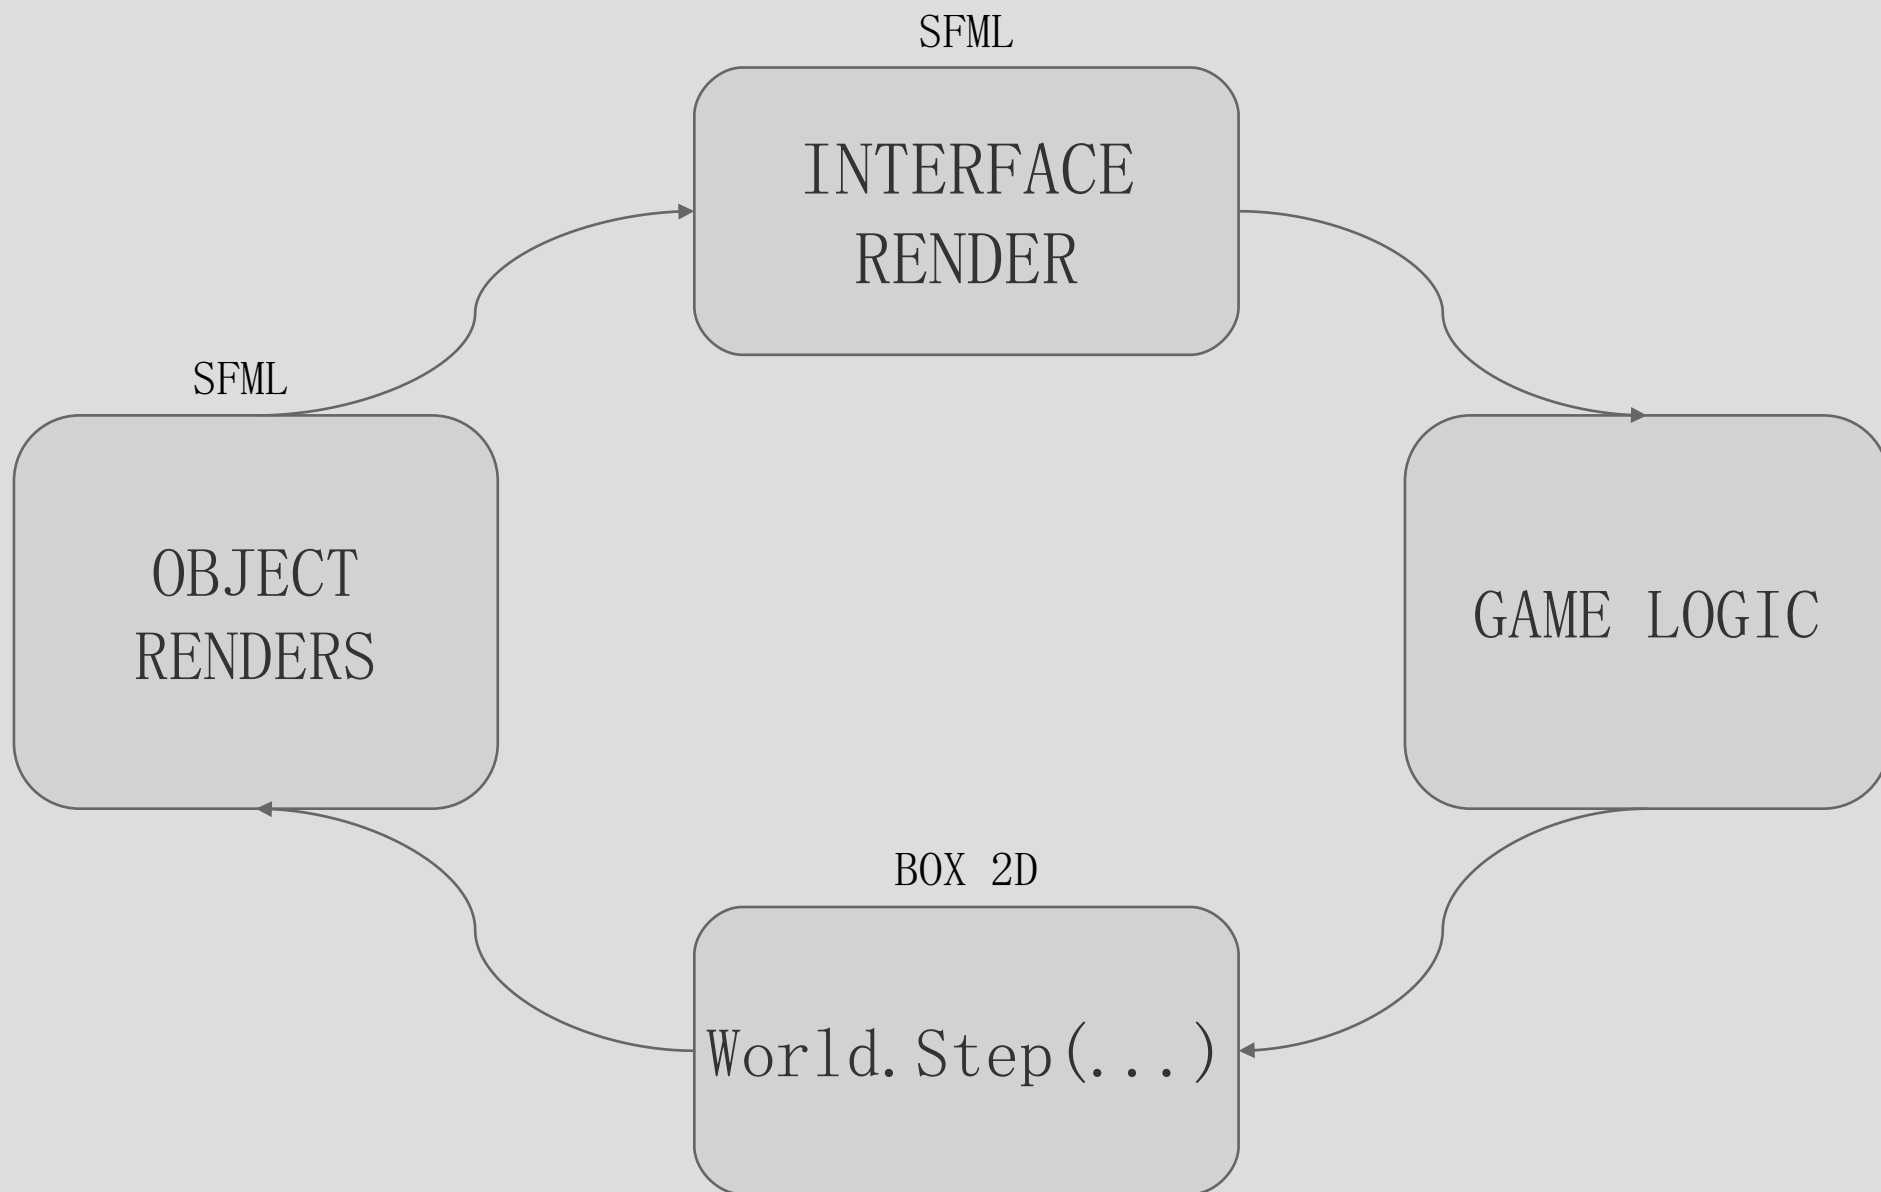 SFML
INTERFACE
RENDER
SFML
OBJECT
RENDERS
GAME LOGIC
BOX 2D
World.Step(...)